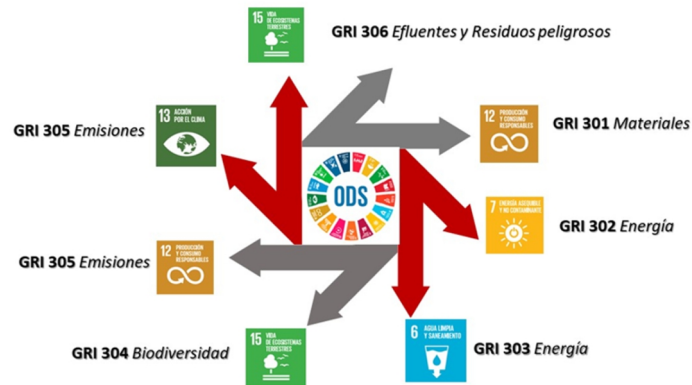 15 VIDA
DE ECOSISTEMAS
TERRESTRES
GRI 306 Efluentes y Residuos peligrosos
13 ACCIÓN
POR EL CLIMA
GRI 305 Emisiones
12 PRODUCCIÓN
Y CONSUMO
RESPONSABLES
GRI 301 Materiales
ODS
7 ENERGÍA ASEQUIBLE
Y NO CONTAMINANTE
GRI 302 Energía
12 PRODUCCIÓN
Y CONSUMO
RESPONSABLES
GRI 305 Emisiones
15 VIDA
DE ECOSISTEMAS
TERRESTRES
GRI 304 Biodiversidad
6 AGUA LIMPIA
Y SANEAMIENTO
GRI 303 Energía